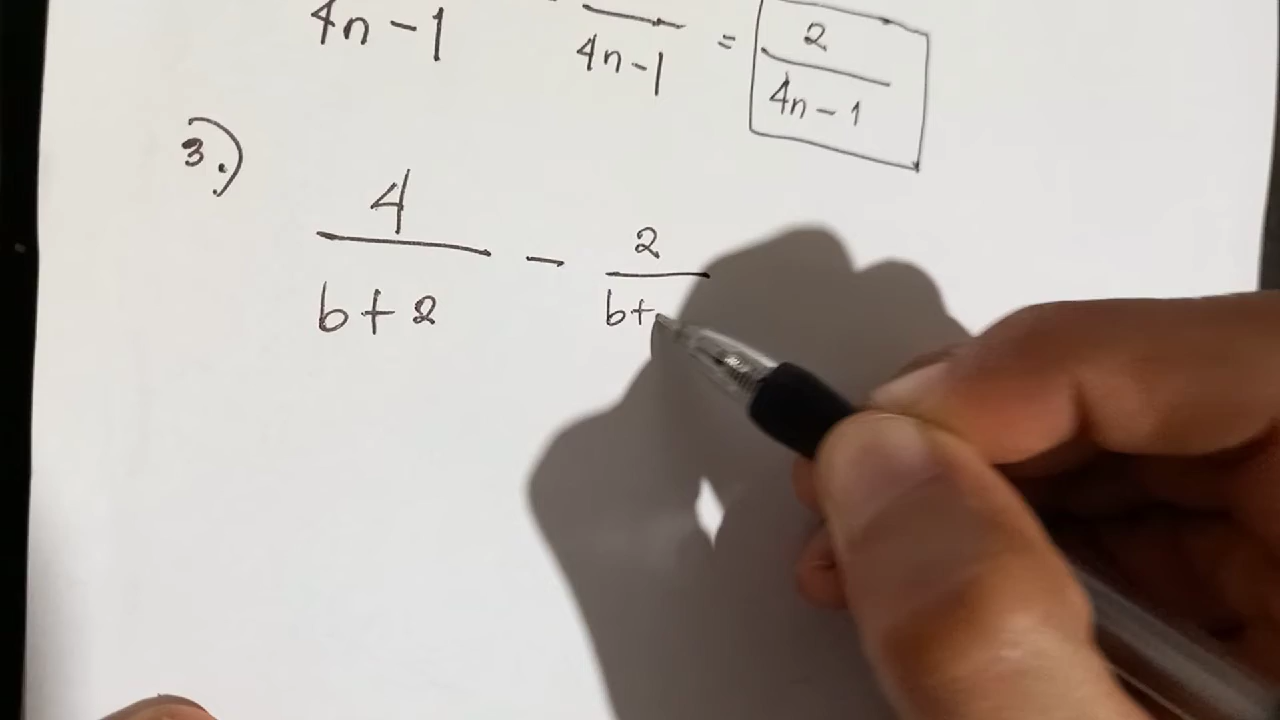 4n - 1
4n - 1 = 2 / 4n - 1
3.)
4 / b + 2 - 2 / b +